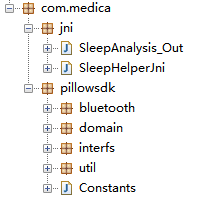 com.medica
jni
SleepAnalysis_Out
SleepHelperJni
pillowsdk
bluetooth
domain
interfs
util
Constants